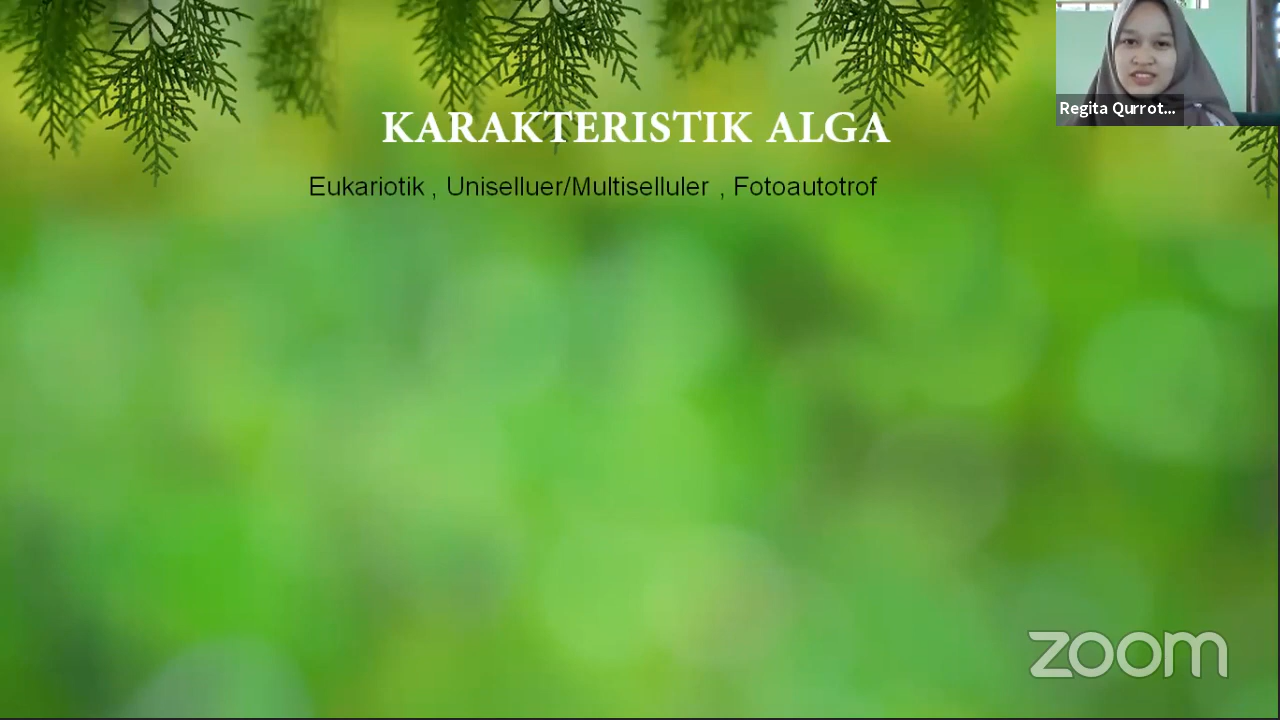 KARAKTERISTIK ALGA
Eukariotik , Uniselluer/Multiselluler , Fotoautotrof
Regita Qurrot...
zoom